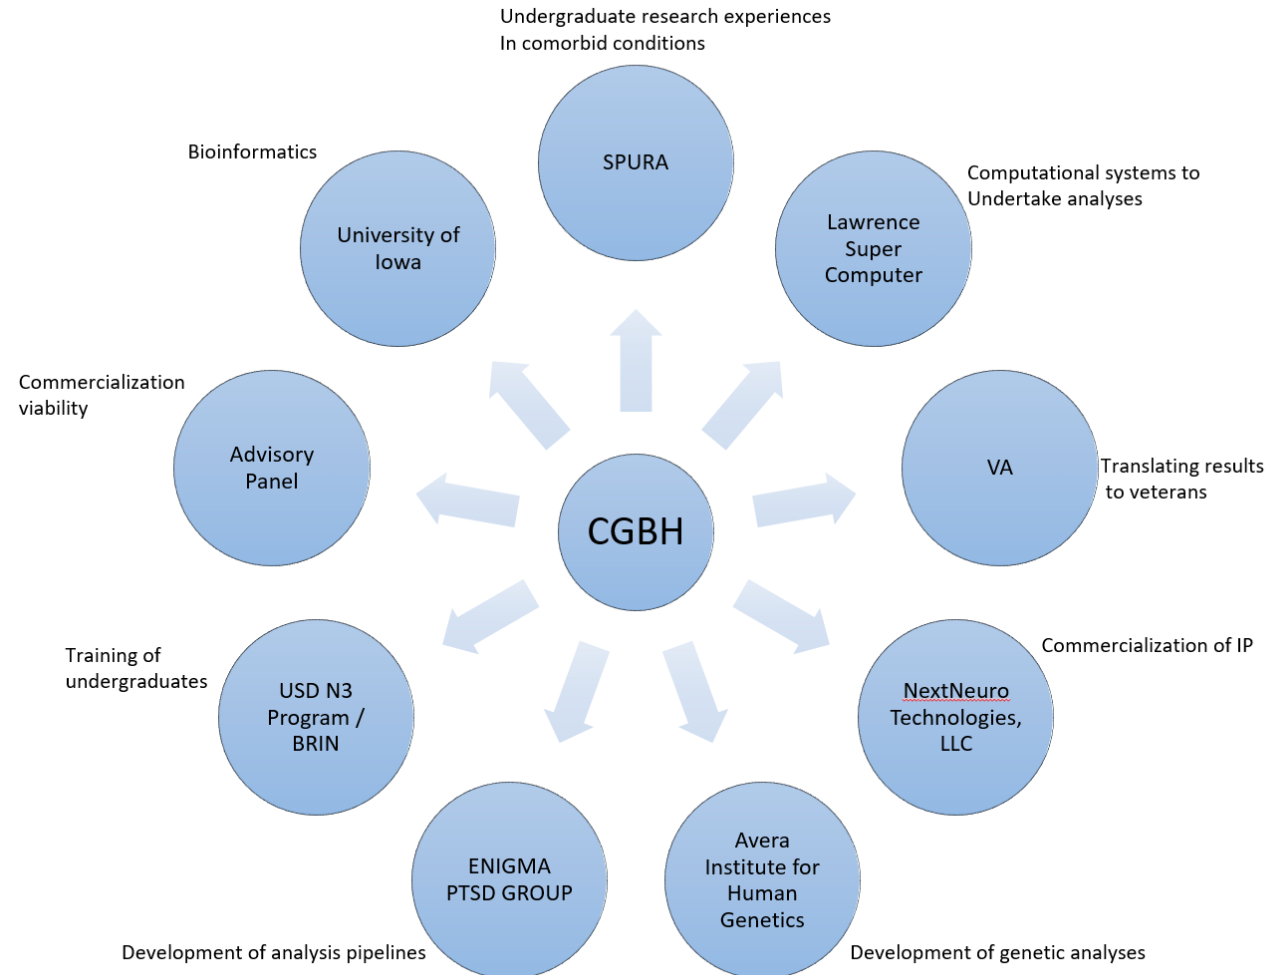 Undergraduate research experiences
In comorbid conditions
SPURA
Bioinformatics
University of
Iowa
Computational systems to
Undertake analyses
Lawrence
Super
Computer
Commercialization
viability
Advisory
Panel
VA
Translating results
to veterans
CGBH
Training of
undergraduates
USD N3
Program /
BRIN
Commercialization of IP
NextNeuro
Technologies,
LLC
ENIGMA
PTSD GROUP
Development of analysis pipelines
Avera
Institute for
Human
Genetics
Development of genetic analyses